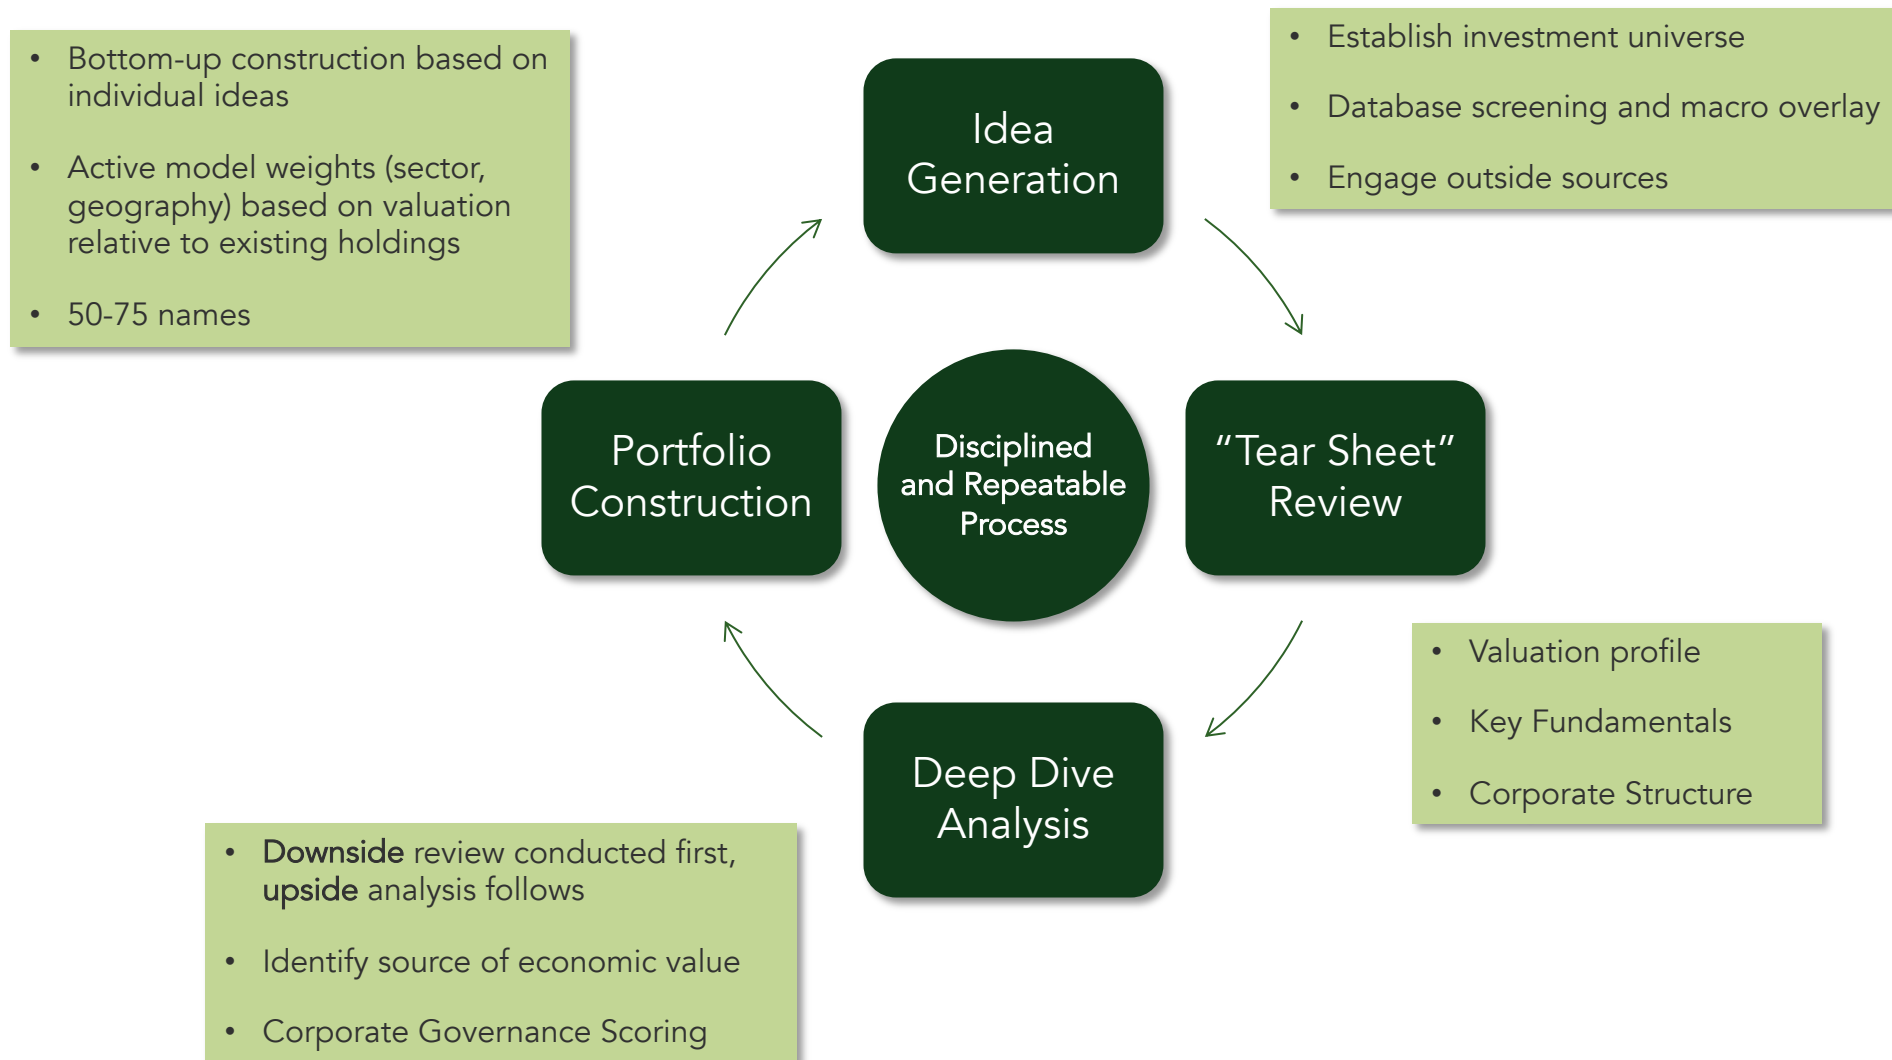 • Bottom-up construction based on
individual ideas
• Active model weights (sector,
geography) based on valuation
relative to existing holdings
• 50-75 names
Idea
Generation
• Establish investment universe
• Database screening and macro overlay
• Engage outside sources
Portfolio
Construction
Disciplined
and Repeatable
Process
“Tear Sheet”
Review
• Valuation profile
• Key Fundamentals
• Corporate Structure
Deep Dive
Analysis
• Downside review conducted first,
upside analysis follows
• Identify source of economic value
• Corporate Governance Scoring